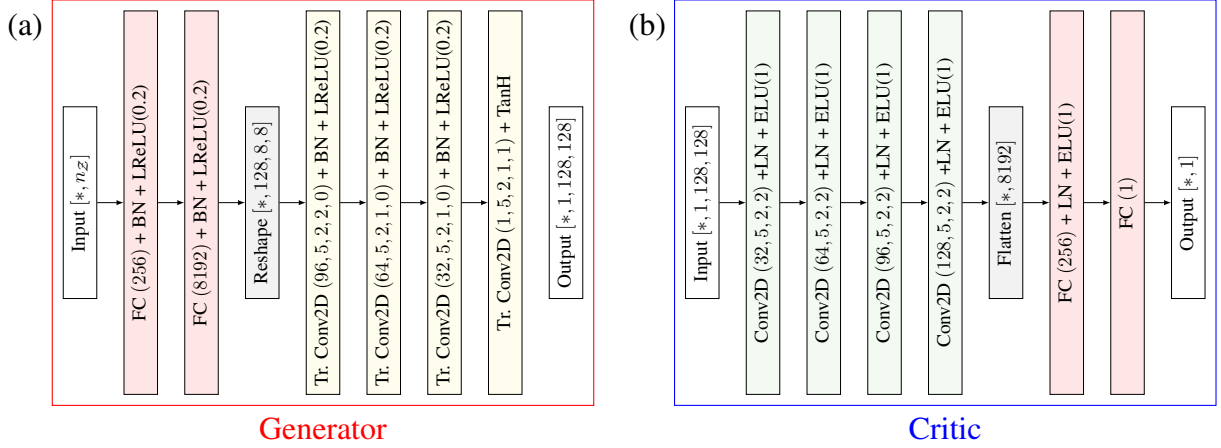 (a)
Input [∗, n_𝒵]
FC (256) + BN + LReLU(0.2)
FC (8192) + BN + LReLU(0.2)
Reshape [∗, 128, 8, 8]
Tr. Conv2D (96, 5, 2, 2, 0) + BN + LReLU(0.2)
Tr. Conv2D (64, 5, 2, 1, 0) + BN + LReLU(0.2)
Tr. Conv2D (32, 5, 2, 1, 0) + BN + LReLU(0.2)
Tr. Conv2D (1, 5, 2, 1, 1) + TanH
Output [∗, 1, 128, 128]
Generator
(b)
Input [∗, 1, 128, 128]
Conv2D (32, 5, 2, 2) +LN + ELU(1)
Conv2D (64, 5, 2, 2) +LN + ELU(1)
Conv2D (96, 5, 2, 2) +LN + ELU(1)
Conv2D (128, 5, 2, 2) +LN + ELU(1)
Flatten [∗, 8192]
FC (256) + LN + ELU(1)
FC (1)
Output [∗, 1]
Critic